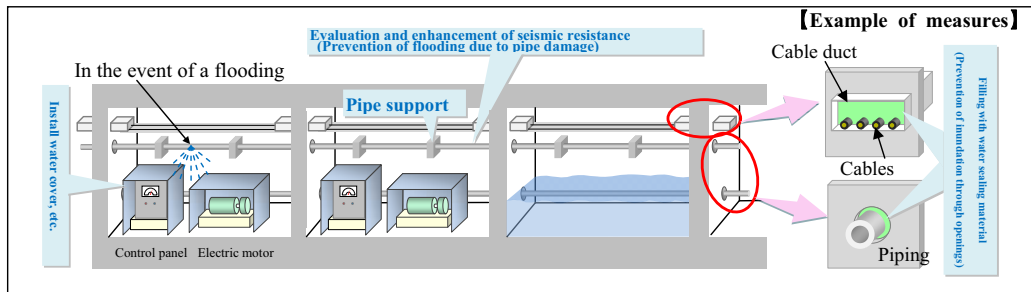 【Example of measures】
Evaluation and enhancement of seismic resistance
(Prevention of flooding due to pipe damage)
In the event of a flooding
Pipe support
Install water cover, etc.
Control panel
Electric motor
Cable duct
Cables
Piping
Filling with water sealing material
(Prevention of inundation through openings)